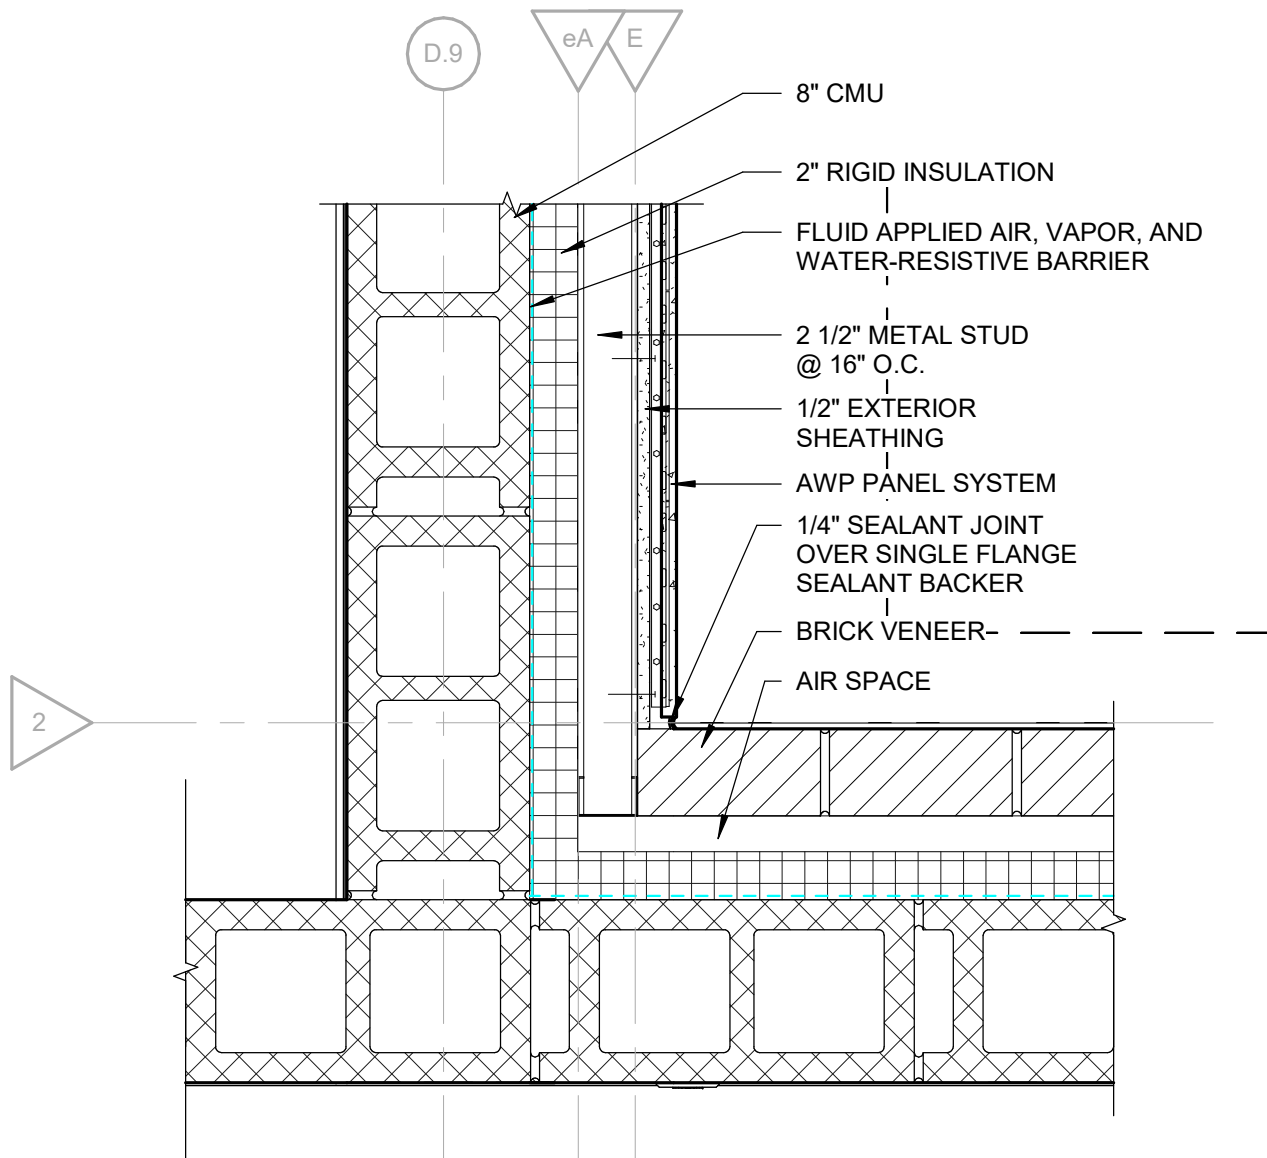 D.9
eA
E
8" CMU
2" RIGID INSULATION
FLUID APPLIED AIR, VAPOR, AND
WATER-RESISTIVE BARRIER
2 1/2" METAL STUD
@ 16" O.C.
1/2" EXTERIOR
SHEATHING
AWP PANEL SYSTEM
1/4" SEALANT JOINT
OVER SINGLE FLANGE
SEALANT BACKER
BRICK VENEER
AIR SPACE
2